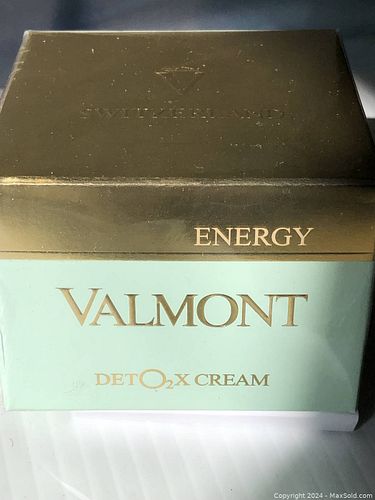 SWITZERLAND
ENERGY
VALMONT
DETO₂X CREAM
Copyright © 2024 - MaxSold.com